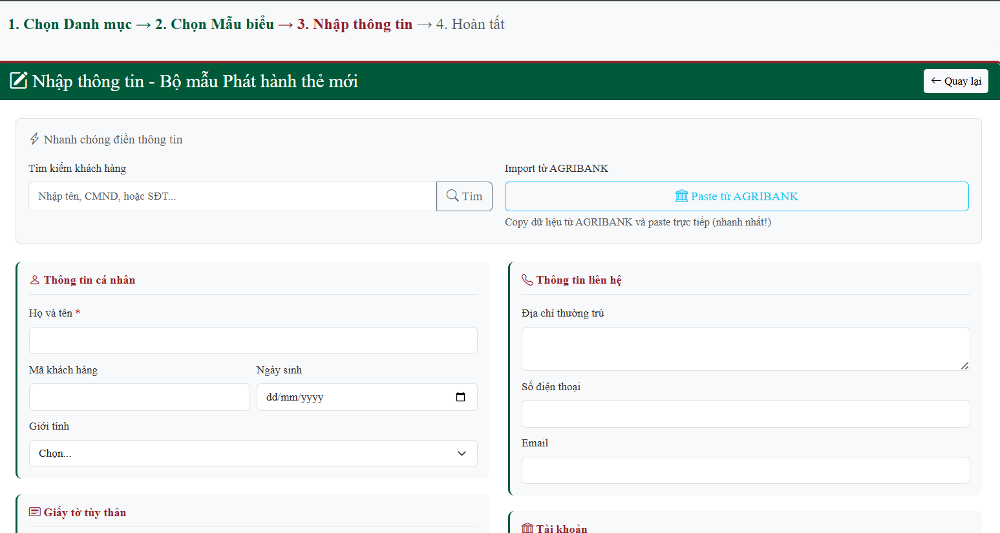 1. Chọn Danh mục → 2. Chọn Mẫu biểu → 3. Nhập thông tin → 4. Hoàn tất
Nhập thông tin - Bộ mẫu Phát hành thẻ mới
← Quay lại
Nhanh chóng điền thông tin
Tìm kiếm khách hàng
Nhập tên, CMND, hoặc SĐT...
Tìm
Import từ AGRIBANK
Paste từ AGRIBANK
Copy dữ liệu từ AGRIBANK và paste trực tiếp (nhanh nhất!)
Thông tin cá nhân
Họ và tên *
Mã khách hàng
Ngày sinh
dd/mm/yyyy
Giới tính
Chọn...
Giấy tờ tùy thân
Thông tin liên hệ
Địa chỉ thường trú
Số điện thoại
Email
Tài khoản